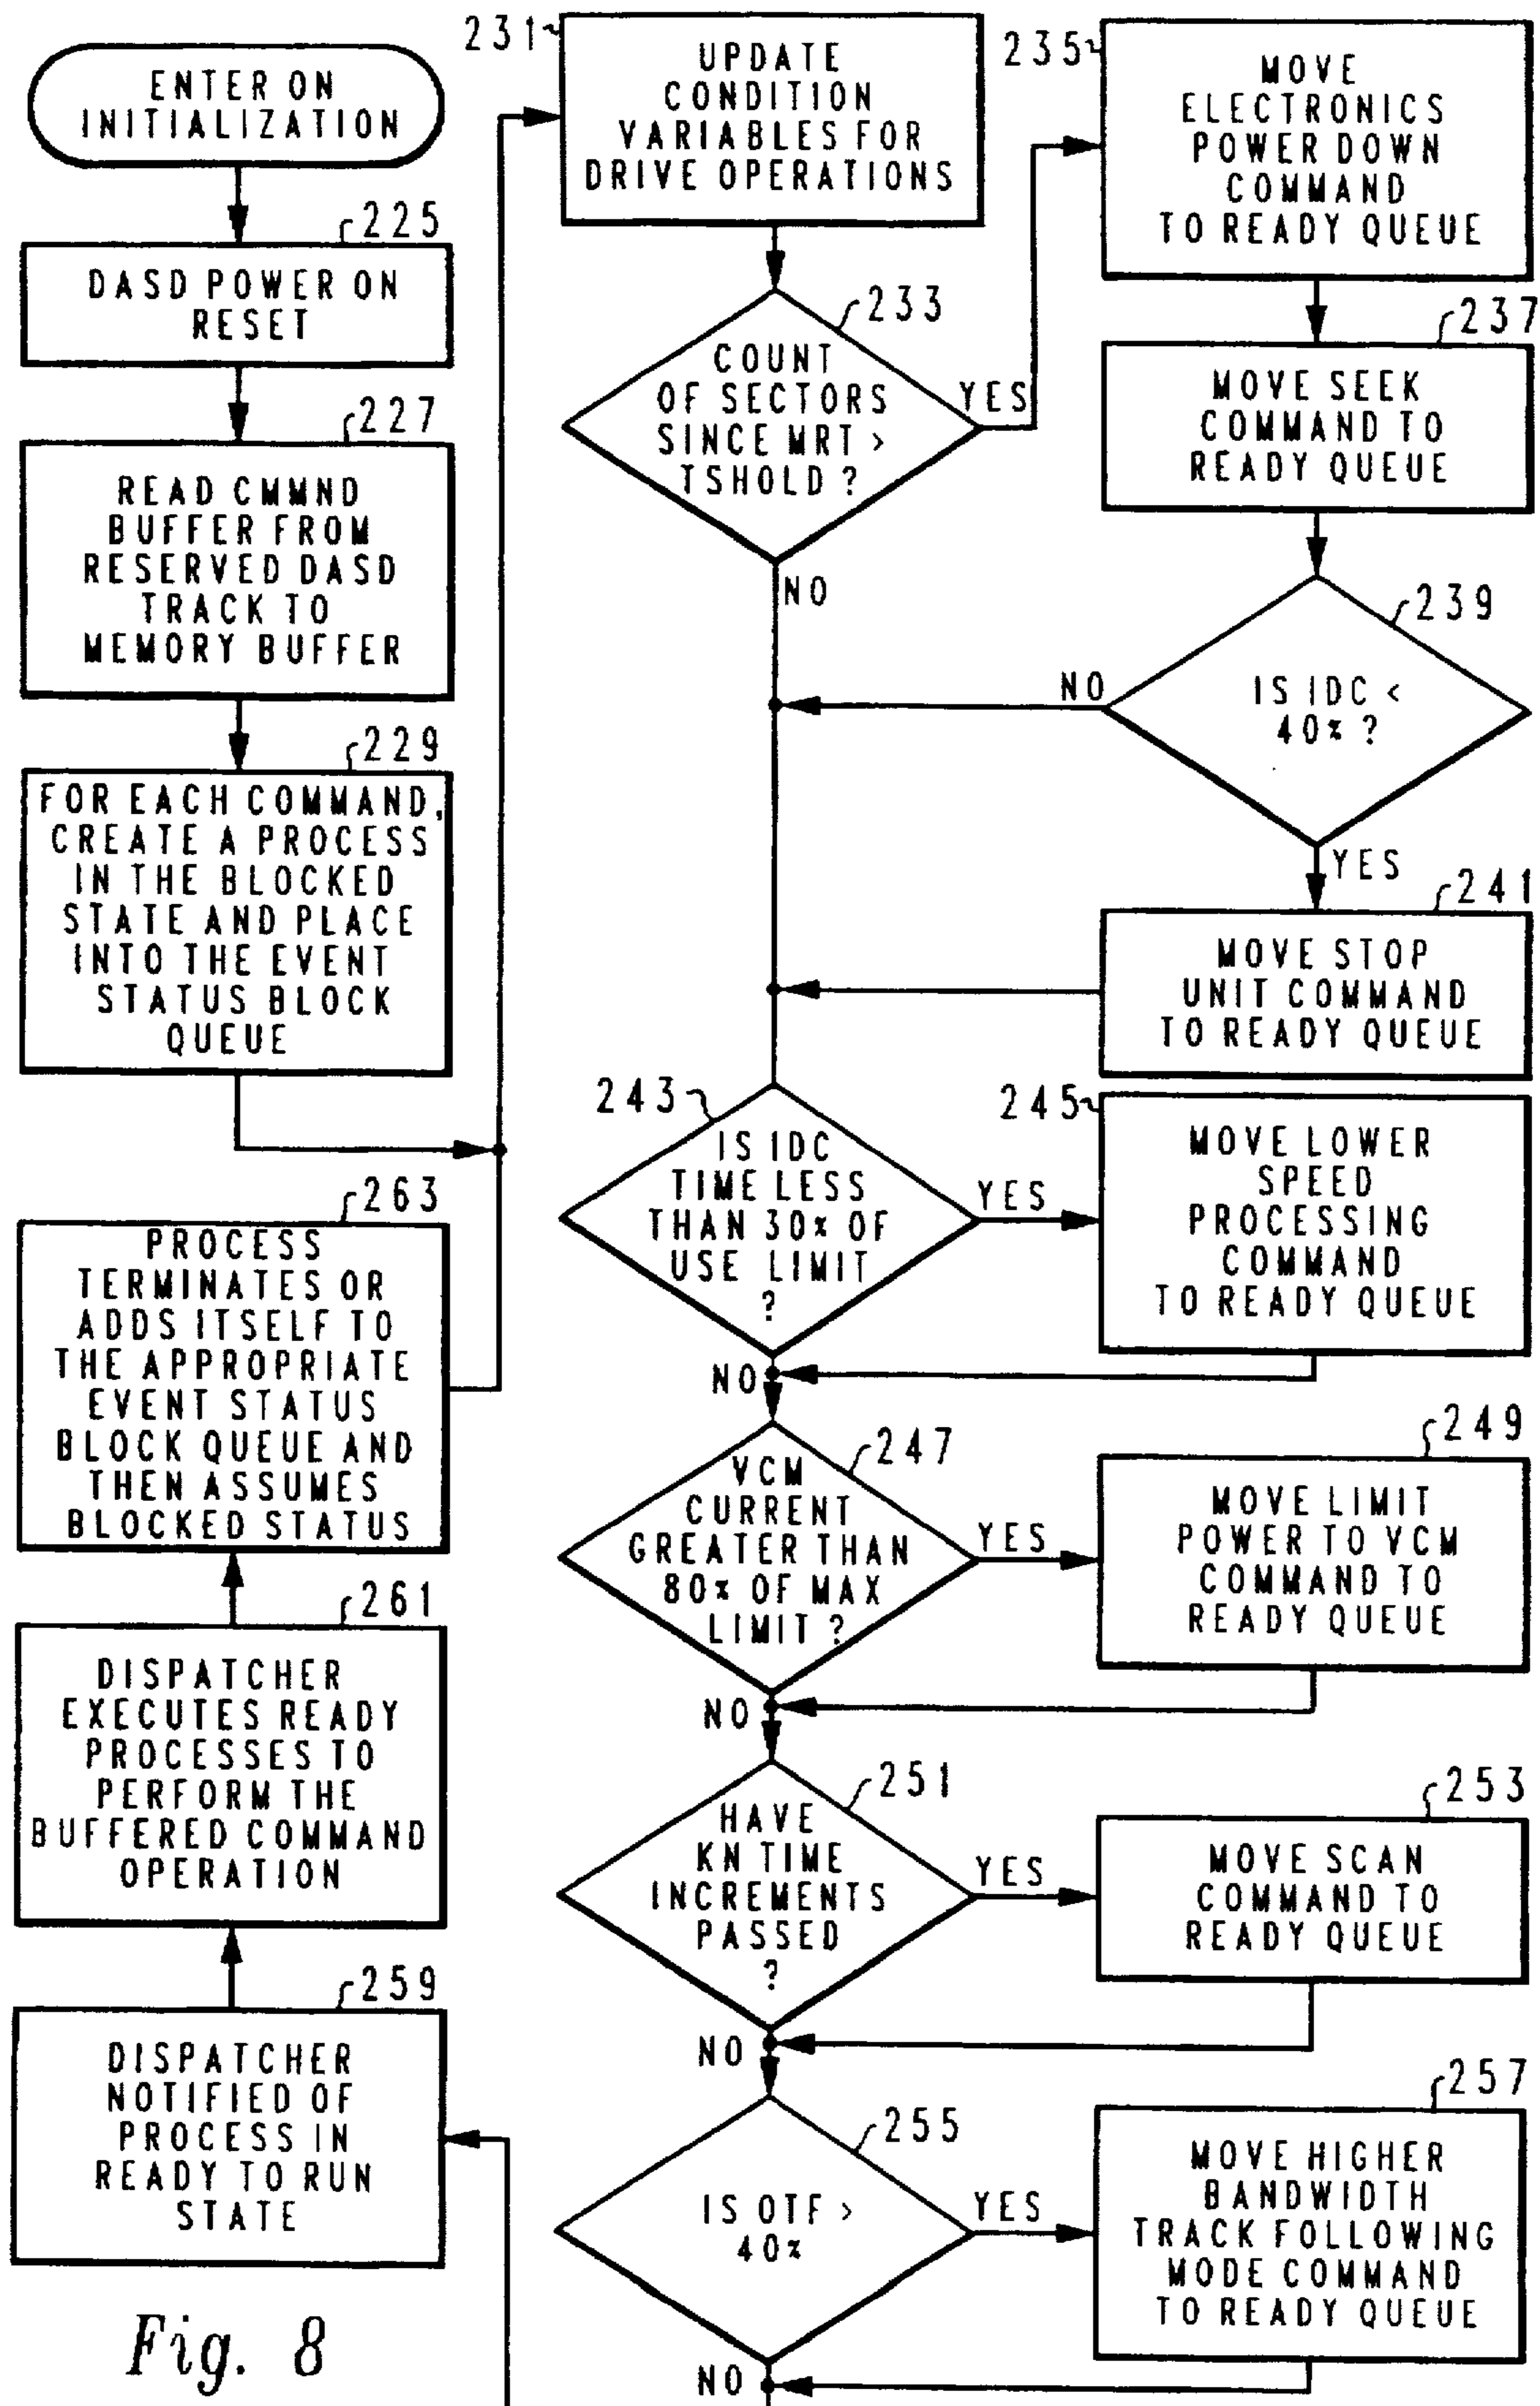 ENTER ON
INITIALIZATION
225
DASD POWER ON
RESET
227
READ CMMND
BUFFER FROM
RESERVED DASD
TRACK TO
MEMORY BUFFER
229
FOR EACH COMMAND,
CREATE A PROCESS
IN THE BLOCKED
STATE AND PLACE
INTO THE EVENT
STATUS BLOCK
QUEUE
263
PROCESS
TERMINATES OR
ADDS ITSELF TO
THE APPROPRIATE
EVENT STATUS
BLOCK QUEUE AND
THEN ASSUMES
BLOCKED STATUS
261
DISPATCHER
EXECUTES READY
PROCESSES TO
PERFORM THE
BUFFERED COMMAND
OPERATION
259
DISPATCHER
NOTIFIED OF
PROCESS IN
READY TO RUN
STATE
Fig. 8
231
UPDATE
CONDITION
VARIABLES FOR
DRIVE OPERATIONS
233
COUNT
OF SECTORS
SINCE MRT >
TSHOLD ?
YES
NO
235
MOVE
ELECTRONICS
POWER DOWN
COMMAND
TO READY QUEUE
237
MOVE SEEK
COMMAND TO
READY QUEUE
239
IS IDC <
40% ?
NO
YES
241
MOVE STOP
UNIT COMMAND
TO READY QUEUE
243
IS IDC
TIME LESS
THAN 30% OF
USE LIMIT
?
YES
NO
245
MOVE LOWER
SPEED
PROCESSING
COMMAND
TO READY QUEUE
247
VCM
CURRENT
GREATER THAN
80% OF MAX
LIMIT ?
YES
NO
249
MOVE LIMIT
POWER TO VCM
COMMAND TO
READY QUEUE
251
HAVE
KN TIME
INCREMENTS
PASSED
?
YES
NO
253
MOVE SCAN
COMMAND TO
READY QUEUE
255
IS OTF >
40%
YES
NO
257
MOVE HIGHER
BANDWIDTH
TRACK FOLLOWING
MODE COMMAND
TO READY QUEUE